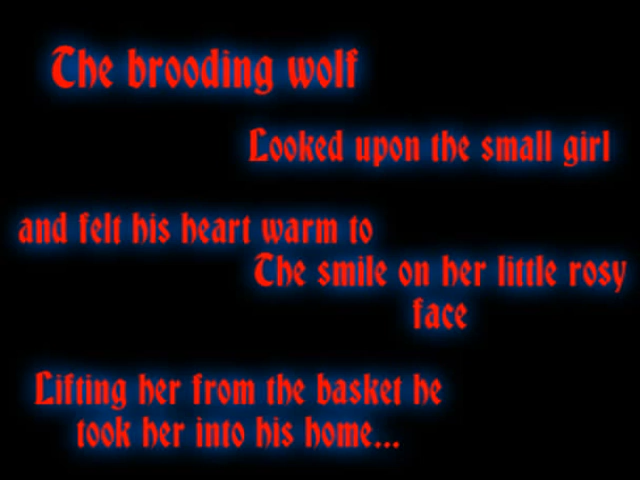 The brooding wolf
Looked upon the small girl
and felt his heart warm to
The smile on her little rosy
face
Lifting her from the basket he
took her into his home...